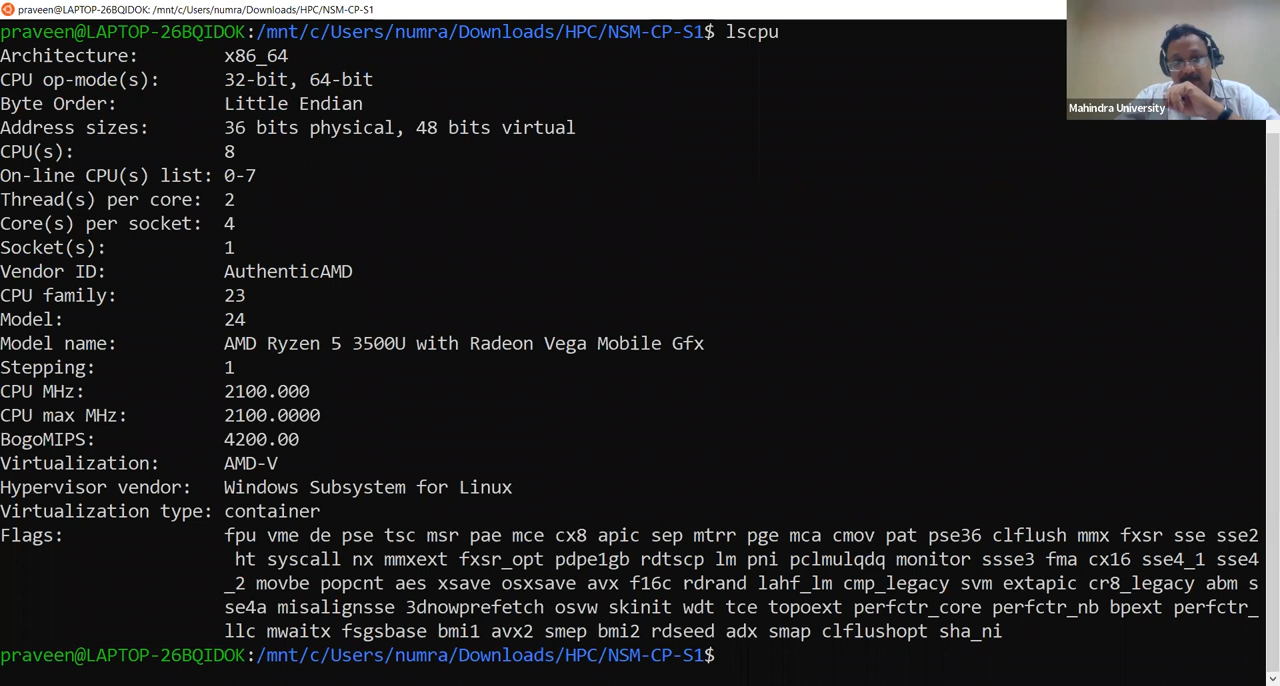 praveen@LAPTOP-26BQIDOK: /mnt/c/Users/numra/Downloads/HPC/NSM-CP-S1
praveen@LAPTOP-26BQIDOK:/mnt/c/Users/numra/Downloads/HPC/NSM-CP-S1$ lscpu
Architecture: x86_64
CPU op-mode(s): 32-bit, 64-bit
Byte Order: Little Endian
Mahindra University
Address sizes: 36 bits physical, 48 bits virtual
CPU(s): 8
On-line CPU(s) list: 0-7
Thread(s) per core: 2
Core(s) per socket: 4
Socket(s): 1
Vendor ID: AuthenticAMD
CPU family: 23
Model: 24
Model name: AMD Ryzen 5 3500U with Radeon Vega Mobile Gfx
Stepping: 1
CPU MHz: 2100.000
CPU max MHz: 2100.0000
BogoMIPS: 4200.00
Virtualization: AMD-V
Hypervisor vendor: Windows Subsystem for Linux
Virtualization type: container
Flags: fpu vme de pse tsc msr pae mce cx8 apic sep mtrr pge mca cmov pat pse36 clflush mmx fxsr sse sse2
ht syscall nx mmxext fxsr_opt pdpe1gb rdtscp lm pni pclmulqdq monitor ssse3 fma cx16 sse4_1 sse4
_2 movbe popcnt aes xsave osxsave avx f16c rdrand lahf_lm cmp_legacy svm extapic cr8_legacy abm s
se4a misalignsse 3dnowprefetch osvw skinit wdt tce topoext perfctr_core perfctr_nb bpext perfctr_
llc mwaitx fsgsbase bmi1 avx2 smep bmi2 rdseed adx smap clflushopt sha_ni
praveen@LAPTOP-26BQIDOK:/mnt/c/Users/numra/Downloads/HPC/NSM-CP-S1$